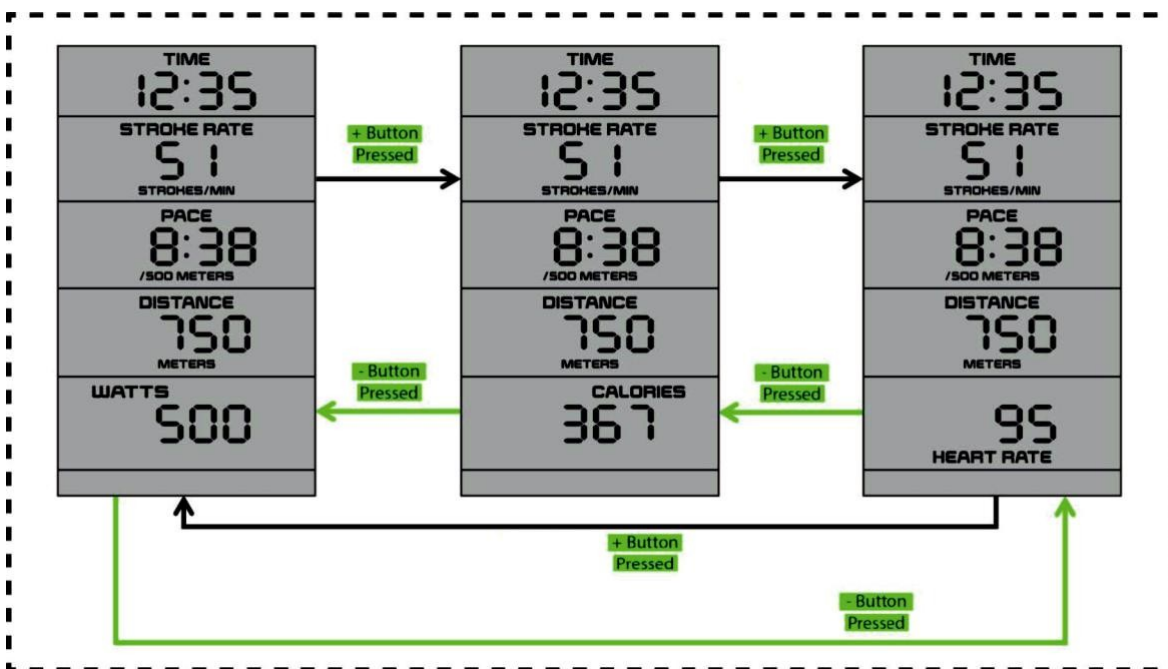 TIME
12:35
STROKE RATE
51
STROKES/MIN
PACE
8:38
/500 METERS
DISTANCE
750
METERS
WATTS
500
+ Button
Pressed
- Button
Pressed
TIME
12:35
STROKE RATE
51
STROKES/MIN
PACE
8:38
/500 METERS
DISTANCE
750
METERS
CALORIES
367
+ Button
Pressed
- Button
Pressed
TIME
12:35
STROKE RATE
51
STROKES/MIN
PACE
8:38
/500 METERS
DISTANCE
750
METERS
95
HEART RATE
+ Button
Pressed
- Button
Pressed